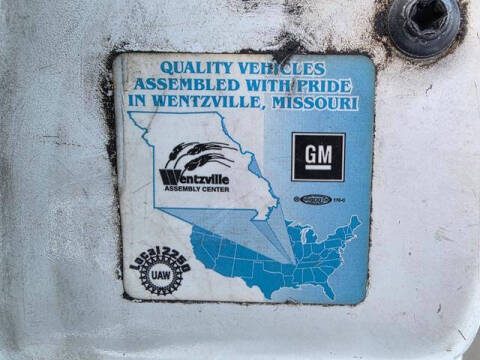 QUALITY VEHICLES
ASSEMBLED WITH PRIDE
IN WENTZVILLE, MISSOURI
Wentzville
ASSEMBLY CENTER
GM
Local 2250
UAW